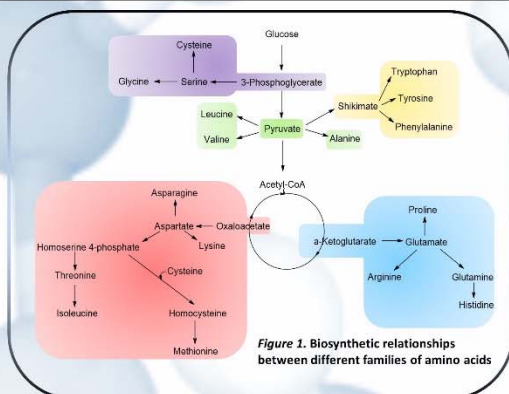 Glucose
Cysteine
Glycine
Serine
3-Phosphoglycerate
Tryptophan
Tyrosine
Phenylalanine
Shikimate
Leucine
Valine
Pyruvate
Alanine
Acetyl-CoA
Asparagine
Aspartate
Oxaloacetate
Lysine
Homoserine 4-phosphate
Cysteine
Threonine
Isoleucine
Homocysteine
Methionine
a-Ketoglutarate
Proline
Glutamate
Arginine
Glutamine
Histidine
Figure 1. Biosynthetic relationships
between different families of amino acids